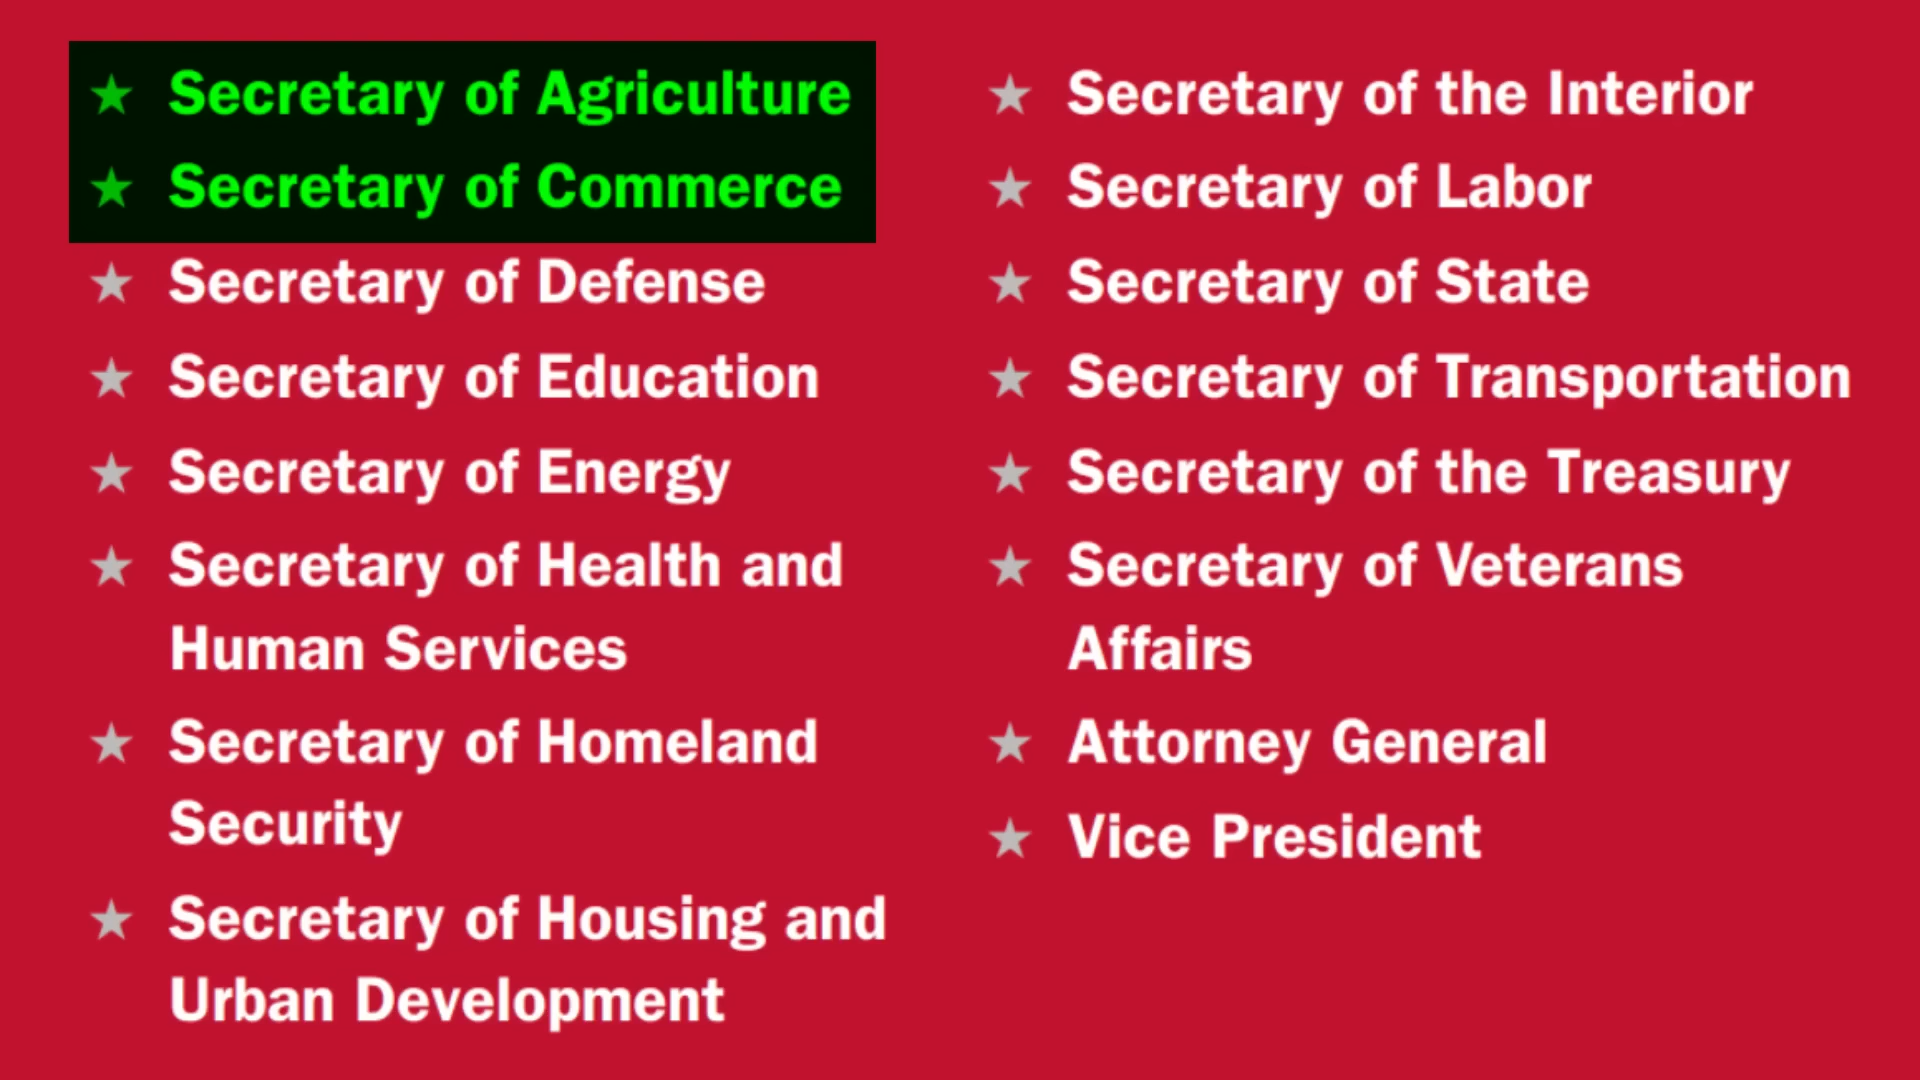 ★ Secretary of Agriculture
★ Secretary of Commerce
★ Secretary of Defense
★ Secretary of Education
★ Secretary of Energy
★ Secretary of Health and
Human Services
★ Secretary of Homeland
Security
★ Secretary of Housing and
Urban Development
★ Secretary of the Interior
★ Secretary of Labor
★ Secretary of State
★ Secretary of Transportation
★ Secretary of the Treasury
★ Secretary of Veterans
Affairs
★ Attorney General
★ Vice President